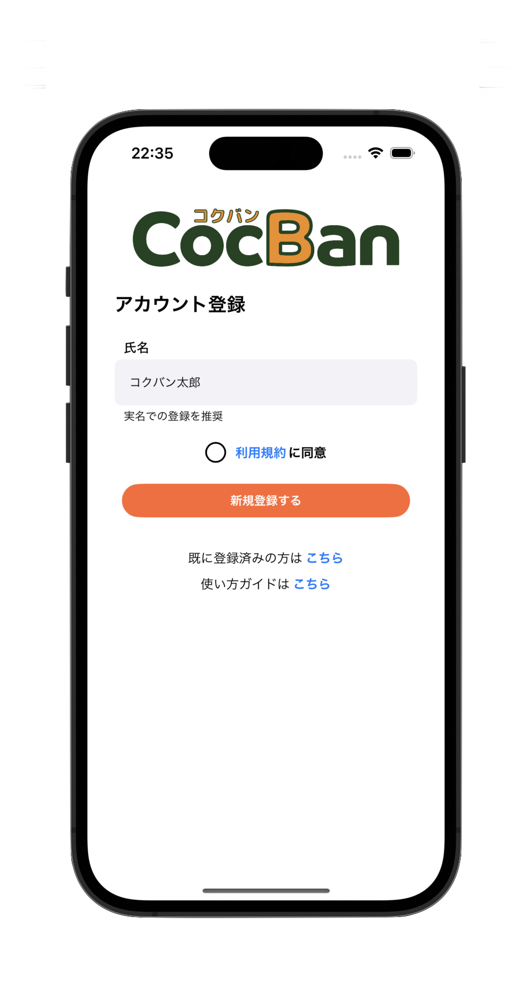 22:35
コクバン
CocBan
アカウント登録
氏名
コクバン太郎
実名での登録を推奨
利用規約に同意
新規登録する
既に登録済みの方は こちら
使い方ガイドは こちら